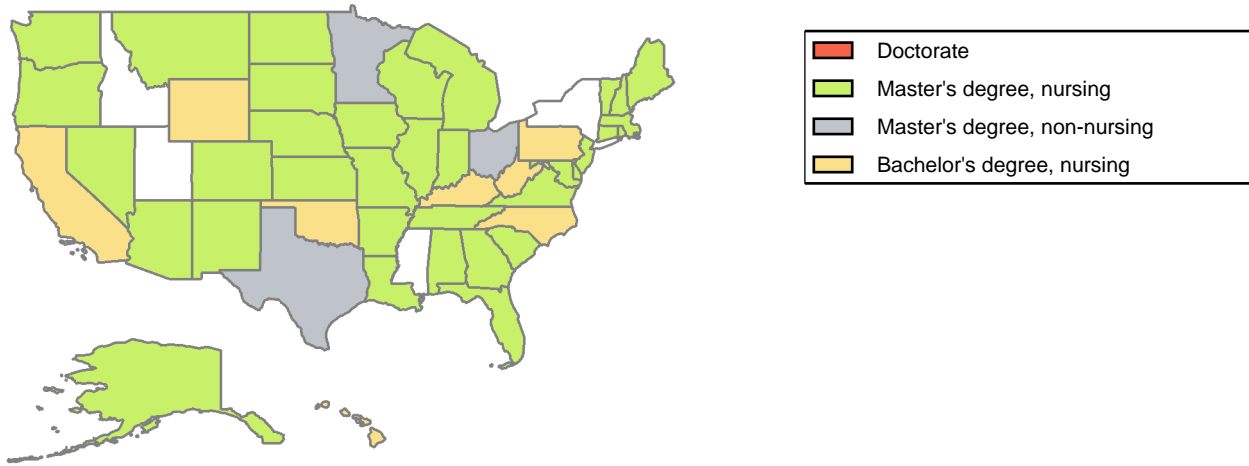 Doctorate
Master's degree, nursing
Master's degree, non-nursing
Bachelor's degree, nursing